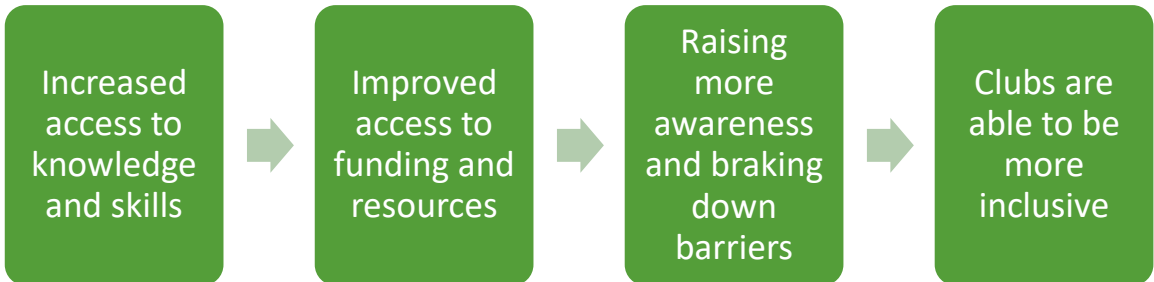 Increased
access to
knowledge
and skills
Improved
access to
funding and
resources
Raising
more
awareness
and braking
down
barriers
Clubs are
able to be
more
inclusive